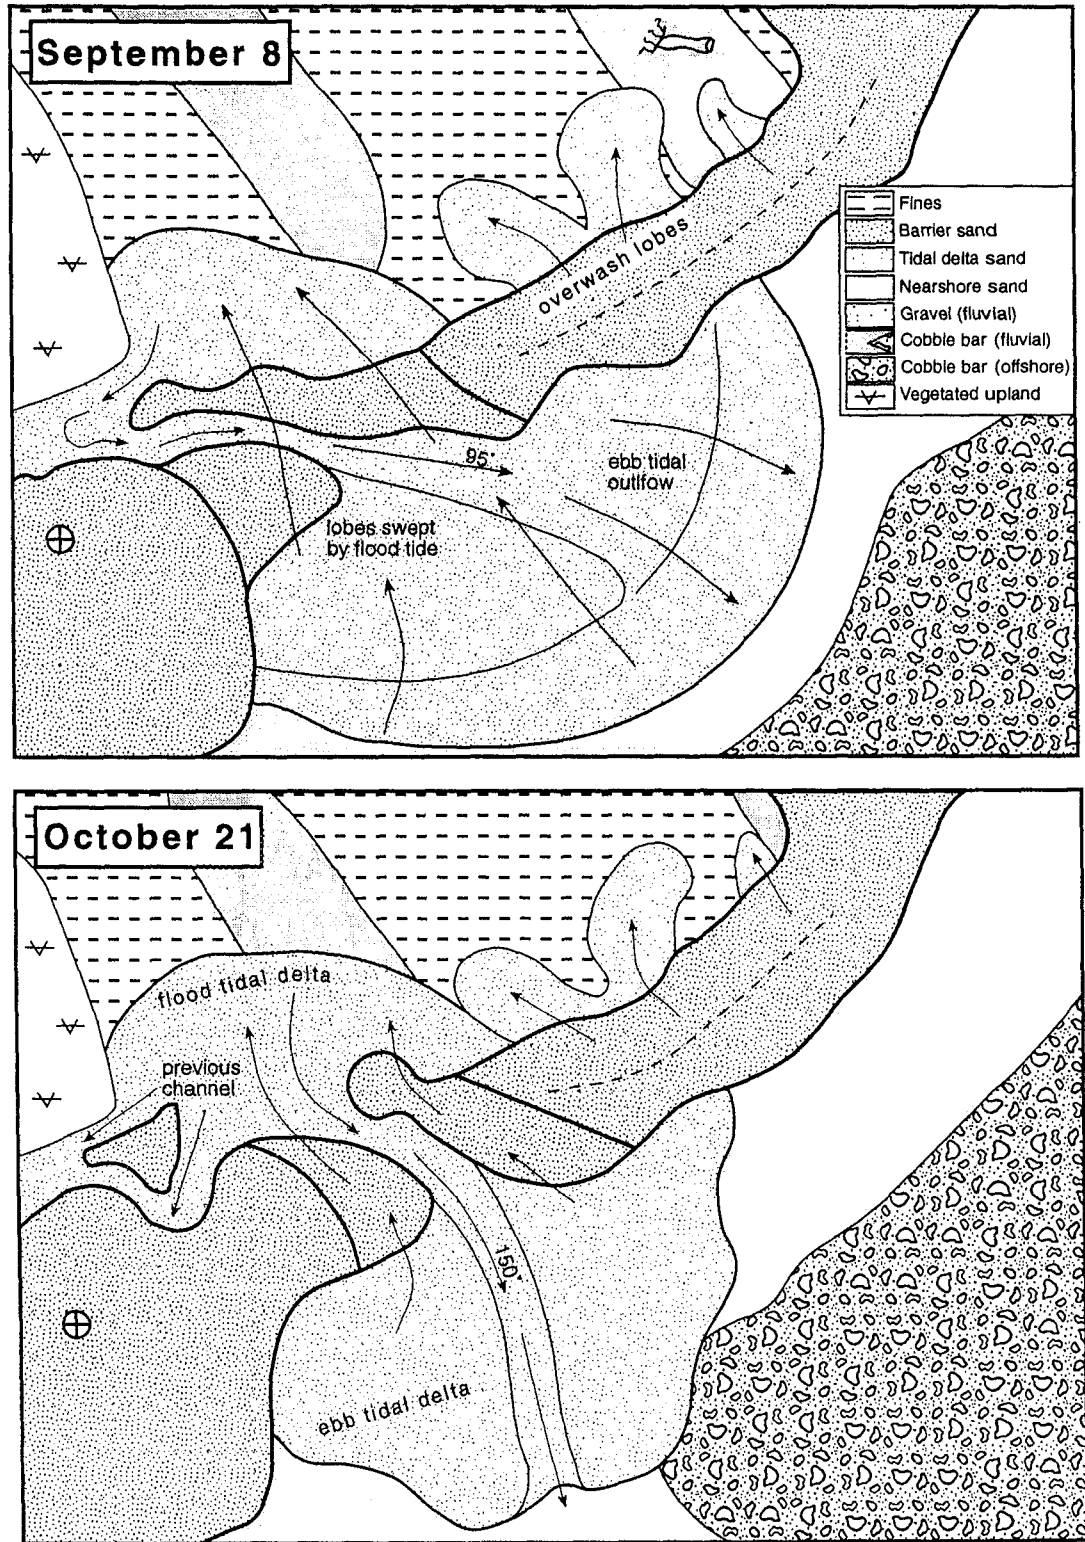 September 8
overwash lobes
Fines
Barrier sand
Tidal delta sand
Nearshore sand
Gravel (fluvial)
Cobble bar (fluvial)
Cobble bar (offshore)
Vegetated upland
95°
ebb tidal
outlfow
lobes swept
by flood tide
October 21
flood tidal delta
previous
channel
150°
ebb tidal delta